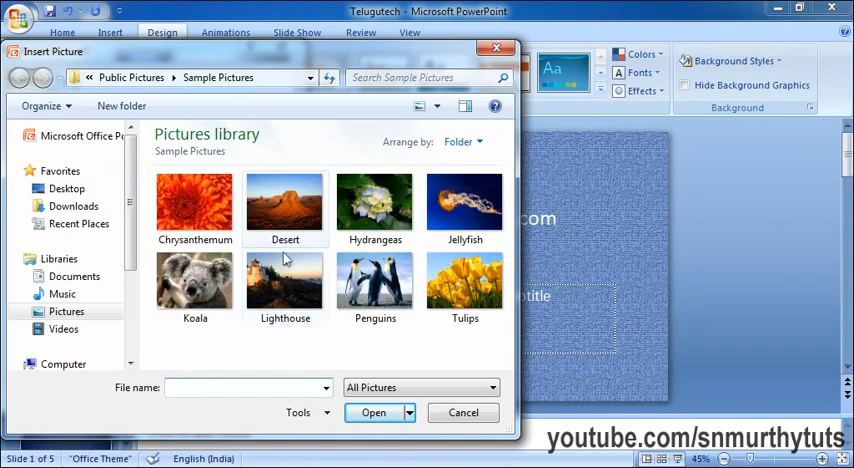 Telugutech - Microsoft PowerPoint
Home Insert Design Animations Slide Show Review View
Insert Picture
Public Pictures Sample Pictures
Search Sample Pictures
Organize New folder
Microsoft Office Po
Favorites
Desktop
Downloads
Recent Places
Libraries
Documents
Music
Pictures
Videos
Computer
Pictures library
Sample Pictures
Arrange by: Folder
Chrysanthemum Desert Hydrangeas Jellyfish
Koala Lighthouse Penguins Tulips
File name: All Pictures
Tools Open Cancel
Aa
Colors
Fonts
Effects
Background Styles
Hide Background Graphics
Background
com
btitle
Slide 1 of 5 "Office Theme" English (India) 45%
youtube.com/snmurthytuts